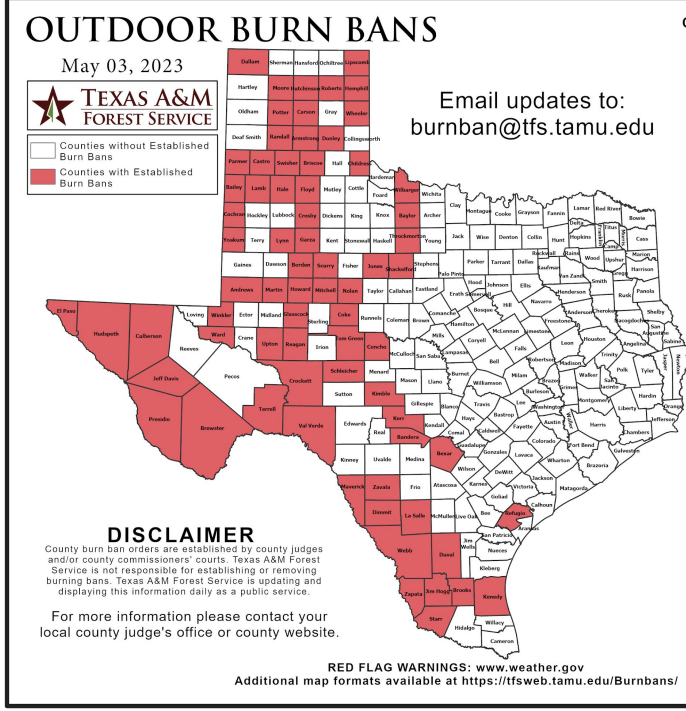 OUTDOOR BURN BANS
May 03, 2023
TEXAS A&M
FOREST SERVICE
Counties without Established
Burn Bans
Counties with Established
Burn Bans
Email updates to:
burnban@tfs.tamu.edu
Dallam Sherman Hansford Ochiltree Lipscomb
Hartley Moore Hutchinson Roberts Hemphill
Oldham Potter Carson Gray Wheeler
Deaf Smith Randall Armstrong Donley Collingsworth
Parmer Castro Swisher Briscoe Hall Childress
Hardeman
Bailey Lamb Hale Floyd Motley Cottle Foard Wilbarger Wichita
Cochran Hockley Lubbock Crosby Dickens King Knox Baylor Archer
Clay Montague Cooke Grayson Fannin Lamar Red River Bowie
Delta Franklin Titus Camp Morris Cass
Yoakum Terry Lynn Garza Kent Stonewall Haskell Throckmorton Young
Jack Wise Denton Collin Hunt Hopkins Marion
Rockwall Rains Wood Upshur Gregg Harrison
Gaines Dawson Borden Scurry Fisher Jones Shackelford Stephens
Palo Pinto Parker Tarrant Dallas Kaufman Van Zandt Smith
Andrews Martin Howard Mitchell Nolan Taylor Callahan Eastland
Erath Hood Somervell Johnson Ellis Henderson Rusk Panola
El Paso Hudspeth Culberson Loving Winkler Ector Midland Glasscock Sterling Coke Runnels Coleman Brown Comanche
Bosque Hill Navarro Anderson Cherokee Shelby
Hamilton McLennan Limestone Freestone Nacogdoches San Augustine Sabine
Reeves Ward Crane Upton Reagan Irion Tom Green Concho McCulloch San Saba Mills Lampasas Coryell
Bell Falls Leon Houston Angelina
Robertson Madison Trinity Jasper Newton
Jeff Davis Pecos Crockett Schleicher Menard Mason Llano Burnet Williamson Milam
Brazos Grimes Walker Polk Tyler
Burleson San Jacinto
Presidio Brewster Terrell Val Verde Sutton Kimble Gillespie Blanco Travis Lee
Washington Montgomery Liberty Hardin Orange
Hays Bastrop Fayette Austin Waller Harris Jefferson
Edwards Kerr Real Bandera Kendall Comal Caldwell Colorado Fort Bend Chambers
Guadalupe Gonzales Lavaca Wharton Brazoria Galveston
Kinney Uvalde Medina Bexar Wilson DeWitt Jackson Matagorda
Maverick Zavala Frio Atascosa Karnes Victoria
Goliad Calhoun
Dimmit La Salle McMullen Live Oak Bee Refugio
Aransas
San Patricio
Webb Duval Jim Wells Nueces
Kleberg
Zapata Jim Hogg Brooks Kenedy
Starr Hidalgo Willacy
Cameron
DISCLAIMER
County burn ban orders are established by county judges
and/or county commissioners' courts. Texas A&M Forest
Service is not responsible for establishing or removing
burning bans. Texas A&M Forest Service is updating and
displaying this information daily as a public service.
For more information please contact your
local county judge's office or county website.
RED FLAG WARNINGS: www.weather.gov
Additional map formats available at https://tfsweb.tamu.edu/Burnbans/